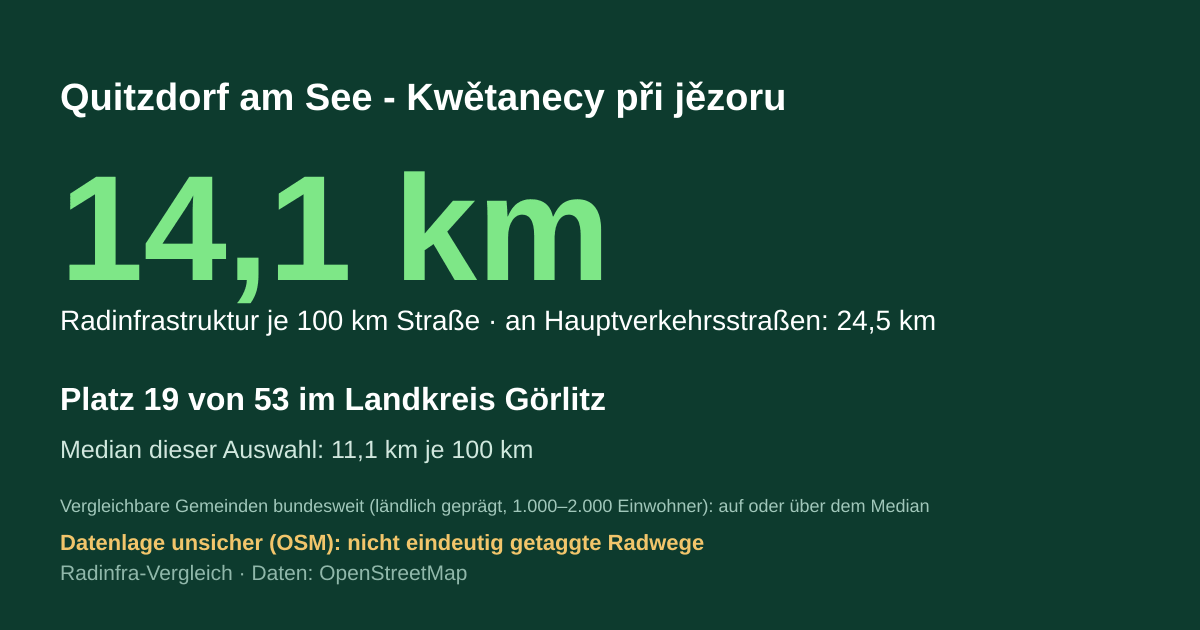 Quitzdorf am See - Kwětanecy při jězoru
14,1 km
Radinfrastruktur je 100 km Straße · an Hauptverkehrsstraßen: 24,5 km
Platz 19 von 53 im Landkreis Görlitz
Median dieser Auswahl: 11,1 km je 100 km
Vergleichbare Gemeinden bundesweit (ländlich geprägt, 1.000–2.000 Einwohner): auf oder über dem Median
Datenlage unsicher (OSM): nicht eindeutig getaggte Radwege
Radinfra-Vergleich · Daten: OpenStreetMap